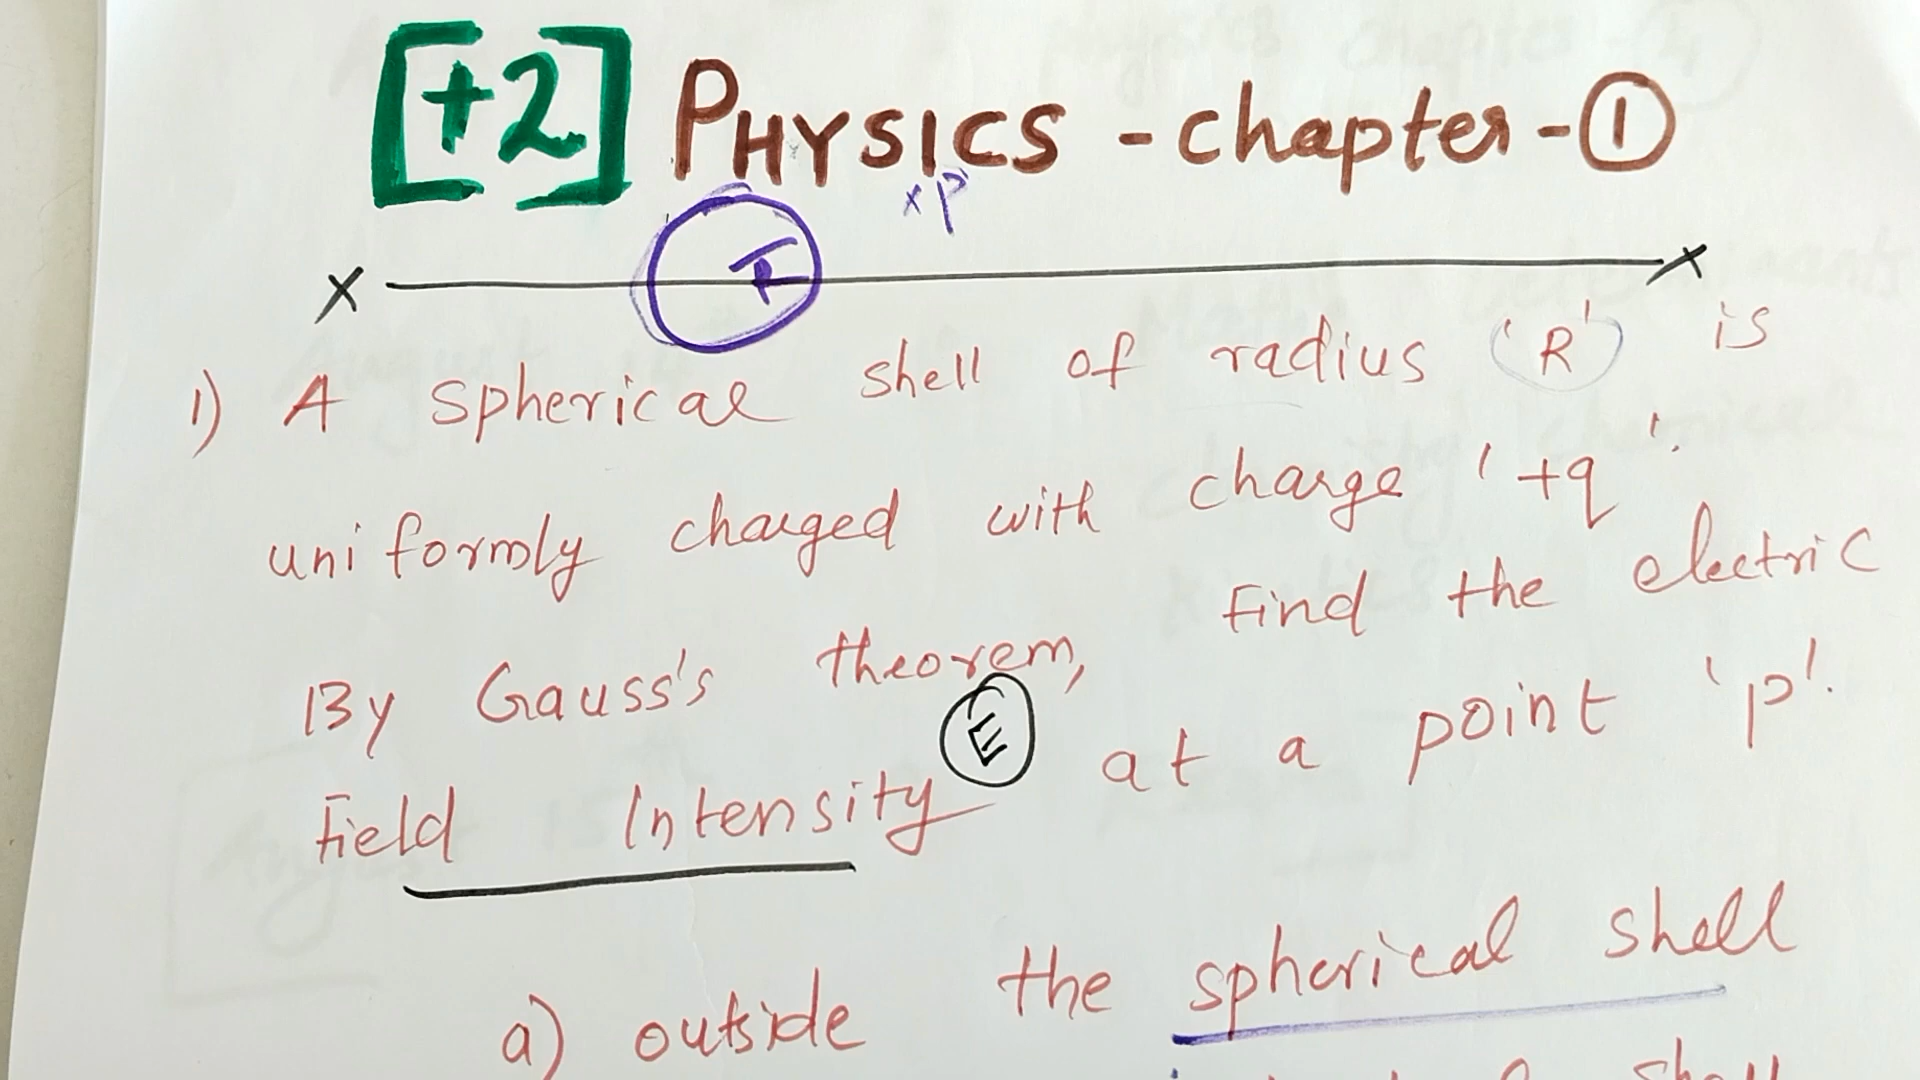 [+2] PHYSICS - chapter - ①
x P
R
1) A spherical shell of radius 'R' is
uniformly charged with charge '+q'.
By Gauss's theorem, Find the electric
Field Intensity E at a point 'p'.
a) outside the spherical shell
shell